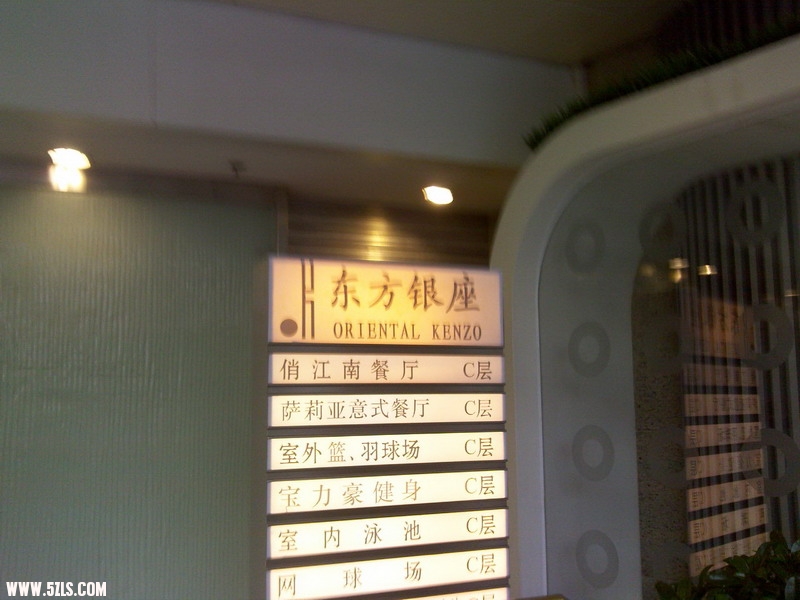 东方银座
ORIENTAL KENZO
俏江南餐厅 C层
萨莉亚意式餐厅 C层
室外篮、羽球场 C层
宝力豪健身 C层
室内泳池 C层
网球场 C层
WWW.5ZLS.COM